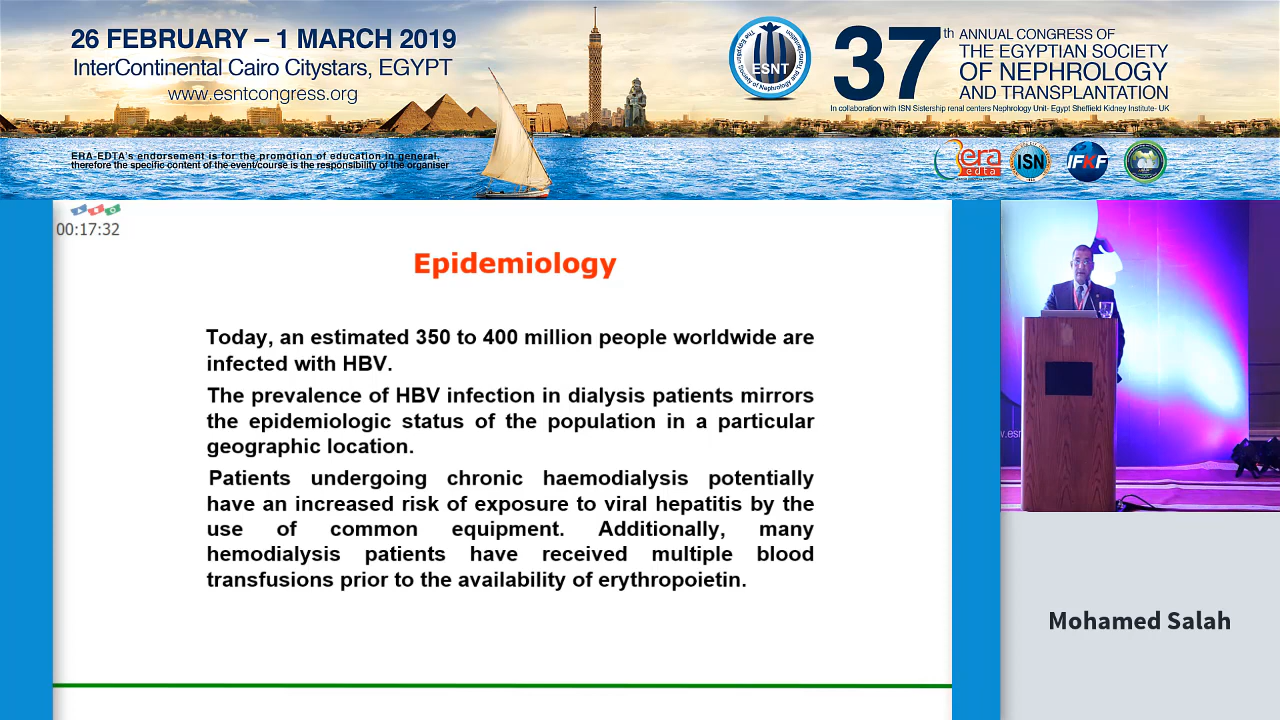 26 FEBRUARY – 1 MARCH 2019
InterContinental Cairo Citystars, EGYPT
www.esntcongress.org
ERA-EDTA's endorsement is for the promotion of education in general,
therefore the specific content of the event/course is the responsibility of the organiser
The Egyptian Society of Nephrology and Transplantation
ESNT
37th
ANNUAL CONGRESS OF
THE EGYPTIAN SOCIETY
OF NEPHROLOGY
AND TRANSPLANTATION
In collaboration with ISN Sistership renal centers Nephrology Unit- Egypt Sheffield Kidney Institute- UK
era
edta
ISN
IFKF
00:17:32
Epidemiology
Today, an estimated 350 to 400 million people worldwide are
infected with HBV.
The prevalence of HBV infection in dialysis patients mirrors
the epidemiologic status of the population in a particular
geographic location.
Patients undergoing chronic haemodialysis potentially
have an increased risk of exposure to viral hepatitis by the
use of common equipment. Additionally, many
hemodialysis patients have received multiple blood
transfusions prior to the availability of erythropoietin.
Mohamed Salah